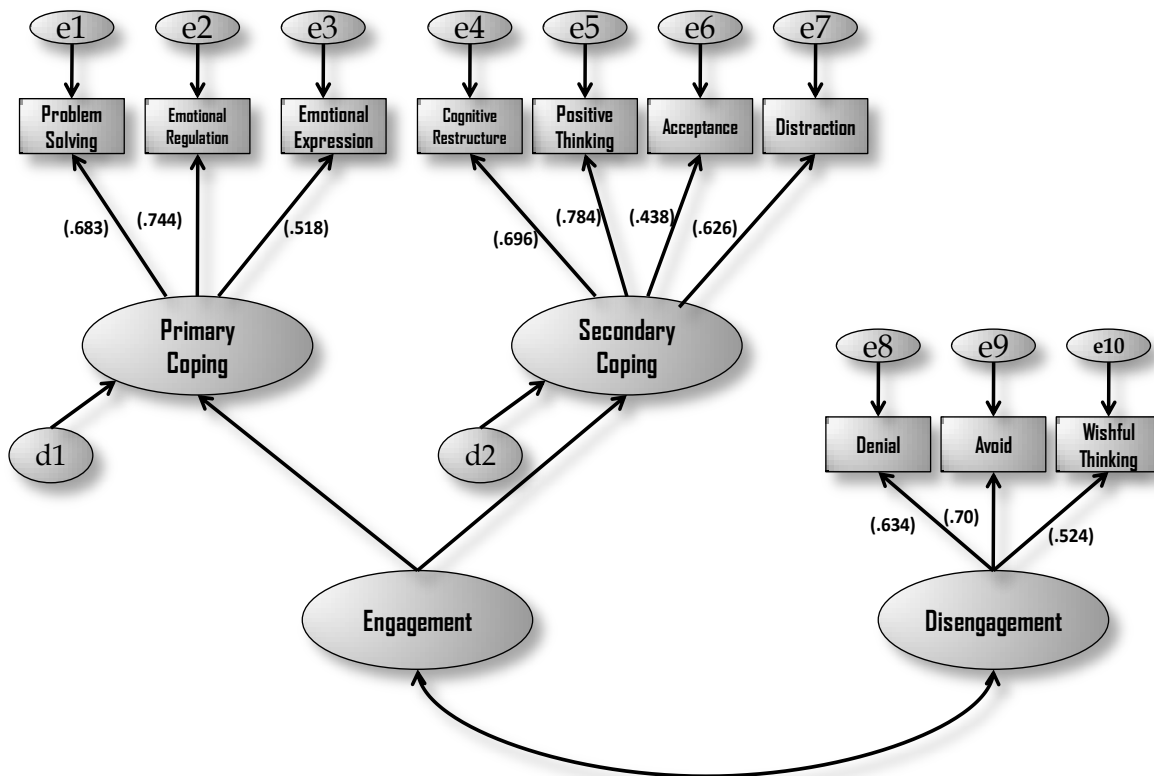 e1
e2
e3
e4
e5
e6
e7
Problem
Solving
Emotional
Regulation
Emotional
Expression
Cognitive
Restructure
Positive
Thinking
Acceptance
Distraction
(.683)
(.744)
(.518)
(.696)
(.784)
(.438)
(.626)
Primary
Coping
Secondary
Coping
d1
d2
e8
e9
e10
Denial
Avoid
Wishful
Thinking
(.634)
(.70)
(.524)
Engagement
Disengagement